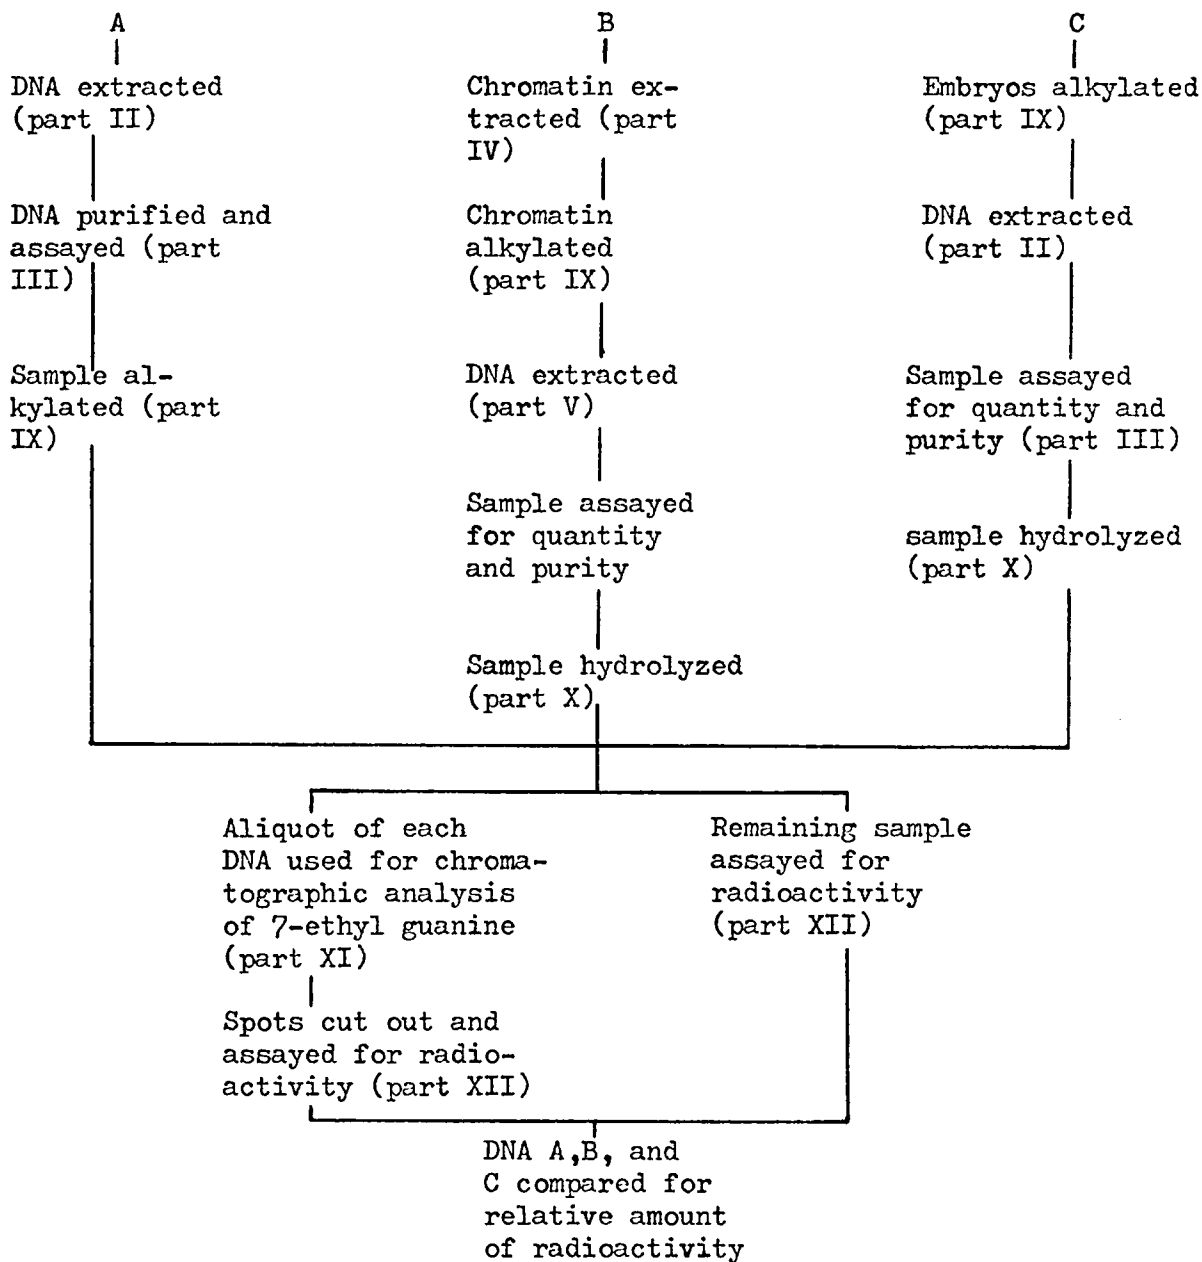 A
DNA extracted
(part II)
DNA purified and
assayed (part
III)
Sample al-
kylated (part
IX)
B
Chromatin ex-
tracted (part
IV)
Chromatin
alkylated
(part IX)
DNA extracted
(part V)
Sample assayed
for quantity
and purity
Sample hydrolyzed
(part X)
C
Embryos alkylated
(part IX)
DNA extracted
(part II)
Sample assayed
for quantity and
purity (part III)
sample hydrolyzed
(part X)
Aliquot of each
DNA used for chroma-
tographic analysis
of 7-ethyl guanine
(part XI)
Spots cut out and
assayed for radio-
activity (part XII)
Remaining sample
assayed for
radioactivity
(part XII)
DNA A,B, and
C compared for
relative amount
of radioactivity